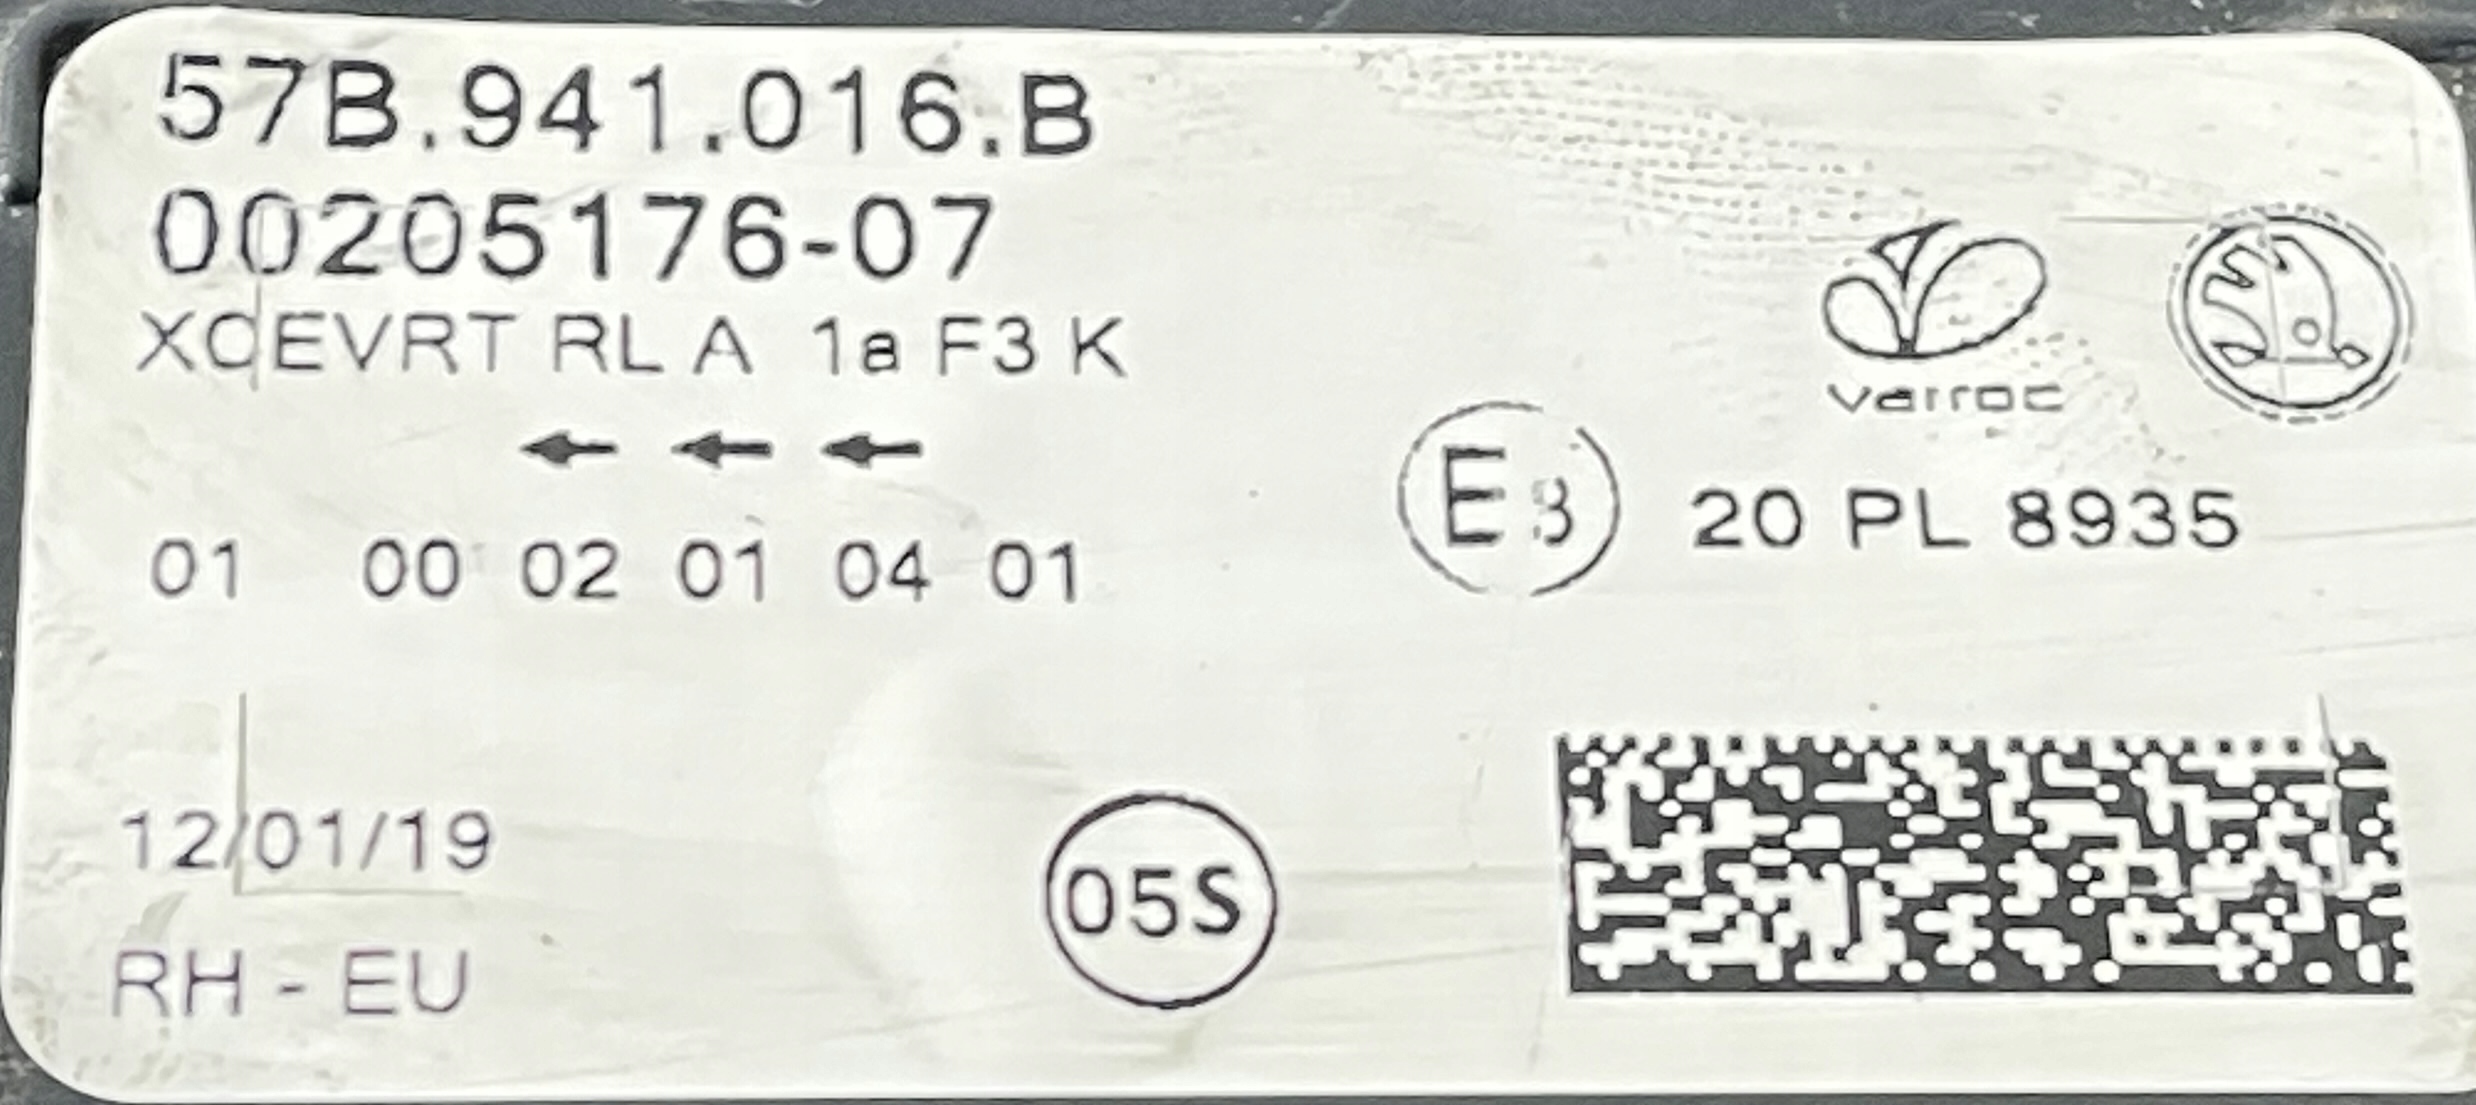 57B.941.016.B
00205176-07
XCEVRT RL A 1a F3 K
← ← ←
01 00 02 01 04 01
varroc
E8 20 PL 8935
12/01/19
05S
RH - EU